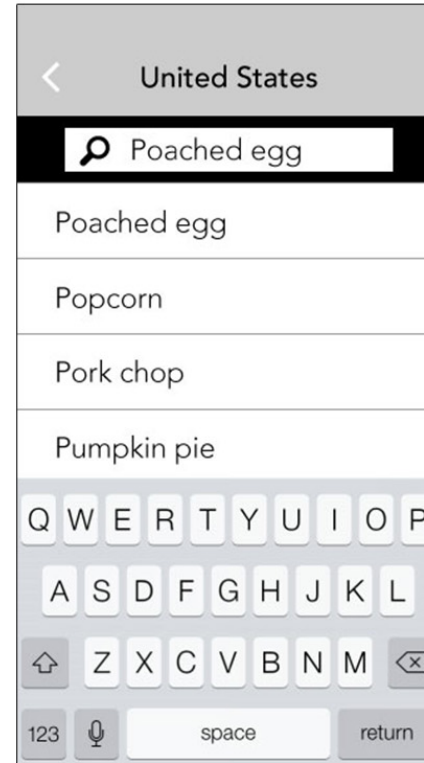 United States
Poached egg
Poached egg
Popcorn
Pork chop
Pumpkin pie
Q W E R T Y U I O P
A S D F G H J K L
Z X C V B N M
123 space return